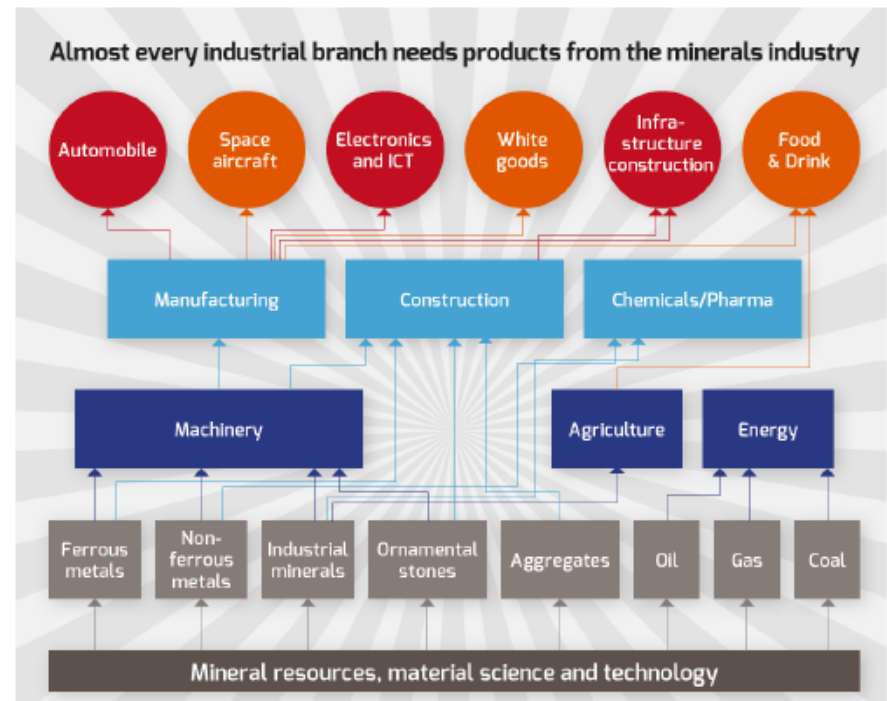 Almost every industrial branch needs products from the minerals industry
Automobile
Space
aircraft
Electronics
and ICT
White
goods
Infra-
structure
construction
Food
& Drink
Manufacturing
Construction
Chemicals/Pharma
Machinery
Agriculture
Energy
Ferrous
metals
Non-
ferrous
metals
Industrial
minerals
Ornamental
stones
Aggregates
Oil
Gas
Coal
Mineral resources, material science and technology